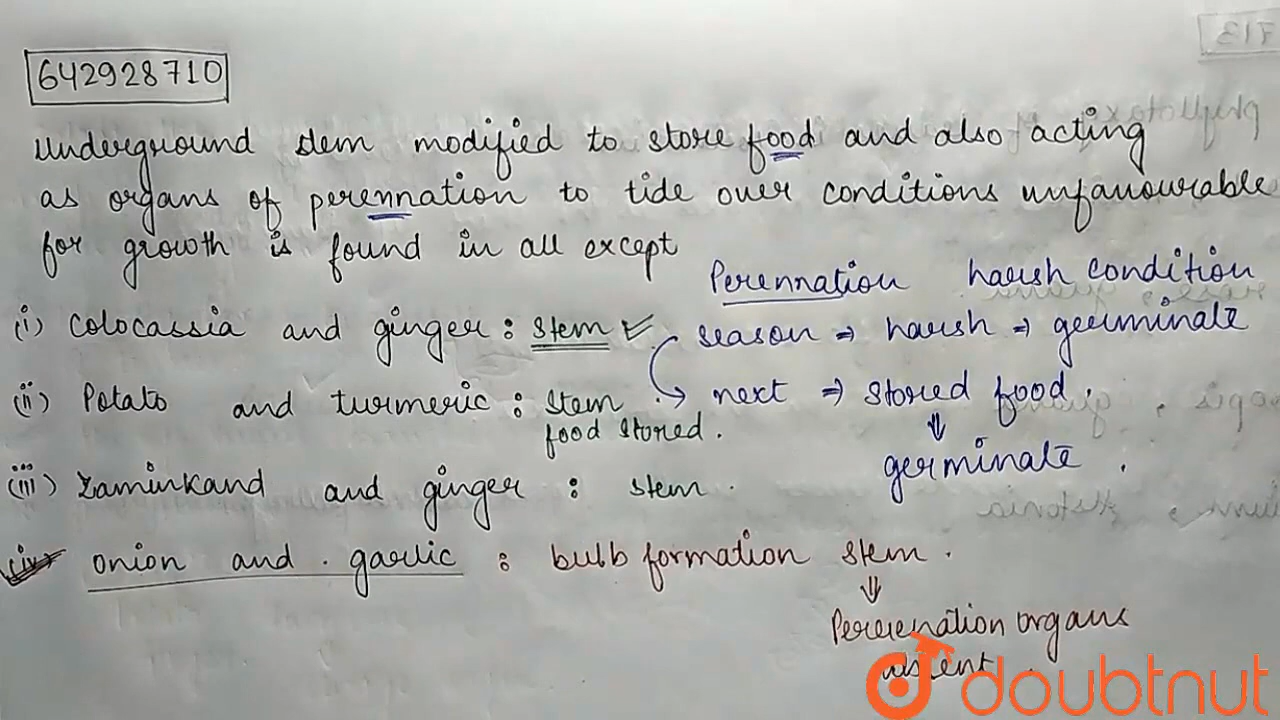 642928710
underground stem modified to store food and also acting
as organs of perennation to tide over conditions unfavourable
for growth is found in all except
Perennation harsh condition
(i) Colocassia and ginger : stem
season ⇒ harsh ⇒ germinate
(ii) Potato and turmeric : stem
food stored.
next ⇒ stored food.
⇓
germinate.
(iii) Zaminkand and ginger : stem.
(iv) onion and garlic : bulb formation stem.
⇓
Perrenation organs
absent.
doubtnut